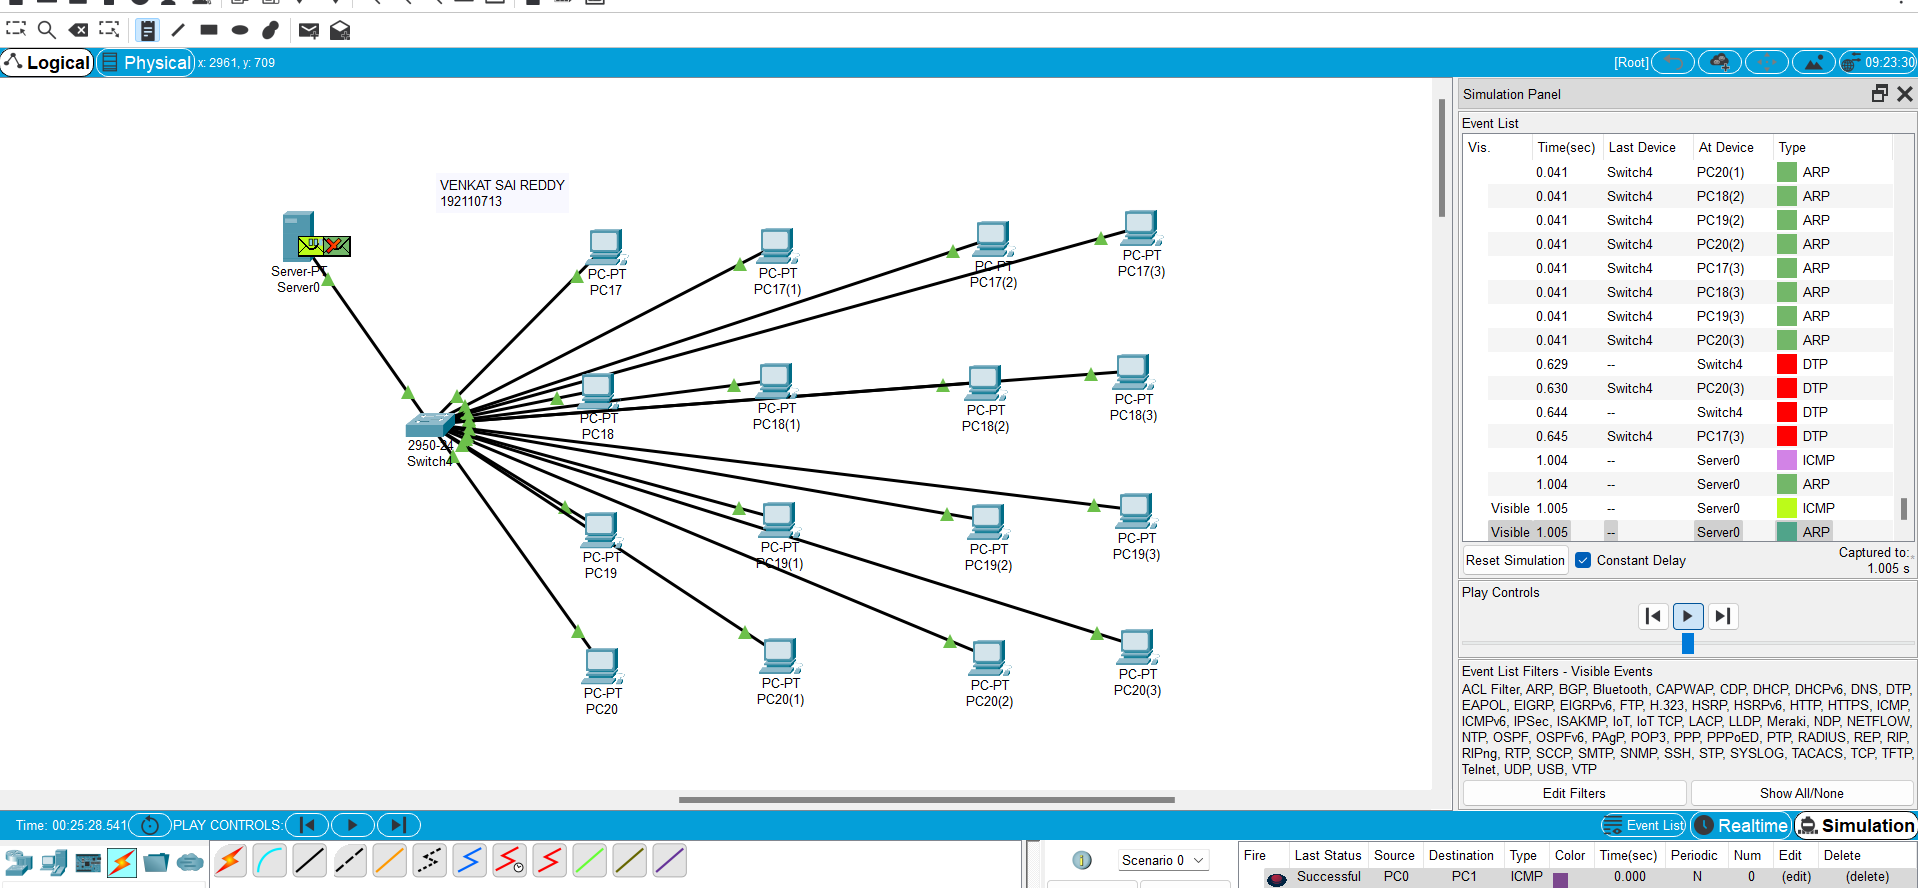 Logical
Physical
x: 2961, y: 709
[Root]
09:23:30
VENKAT SAI REDDY
192110713
Server-PT
Server0
PC-PT
PC17
PC-PT
PC17(1)
PC-PT
PC17(2)
PC-PT
PC17(3)
PC-PT
PC18
PC-PT
PC18(1)
PC-PT
PC18(2)
PC-PT
PC18(3)
2950-24
Switch4
PC-PT
PC19
PC-PT
PC19(1)
PC-PT
PC19(2)
PC-PT
PC19(3)
PC-PT
PC20
PC-PT
PC20(1)
PC-PT
PC20(2)
PC-PT
PC20(3)
Simulation Panel
Event List
Vis. Time(sec) Last Device At Device Type
0.041 Switch4 PC20(1) ARP
0.041 Switch4 PC18(2) ARP
0.041 Switch4 PC19(2) ARP
0.041 Switch4 PC20(2) ARP
0.041 Switch4 PC17(3) ARP
0.041 Switch4 PC18(3) ARP
0.041 Switch4 PC19(3) ARP
0.041 Switch4 PC20(3) ARP
0.629 -- Switch4 DTP
0.630 Switch4 PC20(3) DTP
0.644 -- Switch4 DTP
0.645 Switch4 PC17(3) DTP
1.004 -- Server0 ICMP
1.004 -- Server0 ARP
Visible 1.005 -- Server0 ICMP
Visible 1.005 -- Server0 ARP
Reset Simulation Constant Delay
Captured to:
1.005 s
Play Controls
Event List Filters - Visible Events
ACL Filter, ARP, BGP, Bluetooth, CAPWAP, CDP, DHCP, DHCPv6, DNS, DTP,
EAPOL, EIGRP, EIGRPv6, FTP, H.323, HSRP, HSRPv6, HTTP, HTTPS, ICMP,
ICMPv6, IPSec, ISAKMP, IoT, IoT TCP, LACP, LLDP, Meraki, NDP, NETFLOW,
NTP, OSPF, OSPFv6, PAgP, POP3, PPP, PPPoED, PTP, RADIUS, REP, RIP,
RIPng, RTP, SCCP, SMTP, SNMP, SSH, STP, SYSLOG, TACACS, TCP, TFTP,
Telnet, UDP, USB, VTP
Edit Filters Show All/None
Time: 00:25:28.541
PLAY CONTROLS:
Event List
Realtime
Simulation
Scenario 0
Fire Last Status Source Destination Type Color Time(sec) Periodic Num Edit Delete
Successful PC0 PC1 ICMP 0.000 N 0 (edit) (delete)